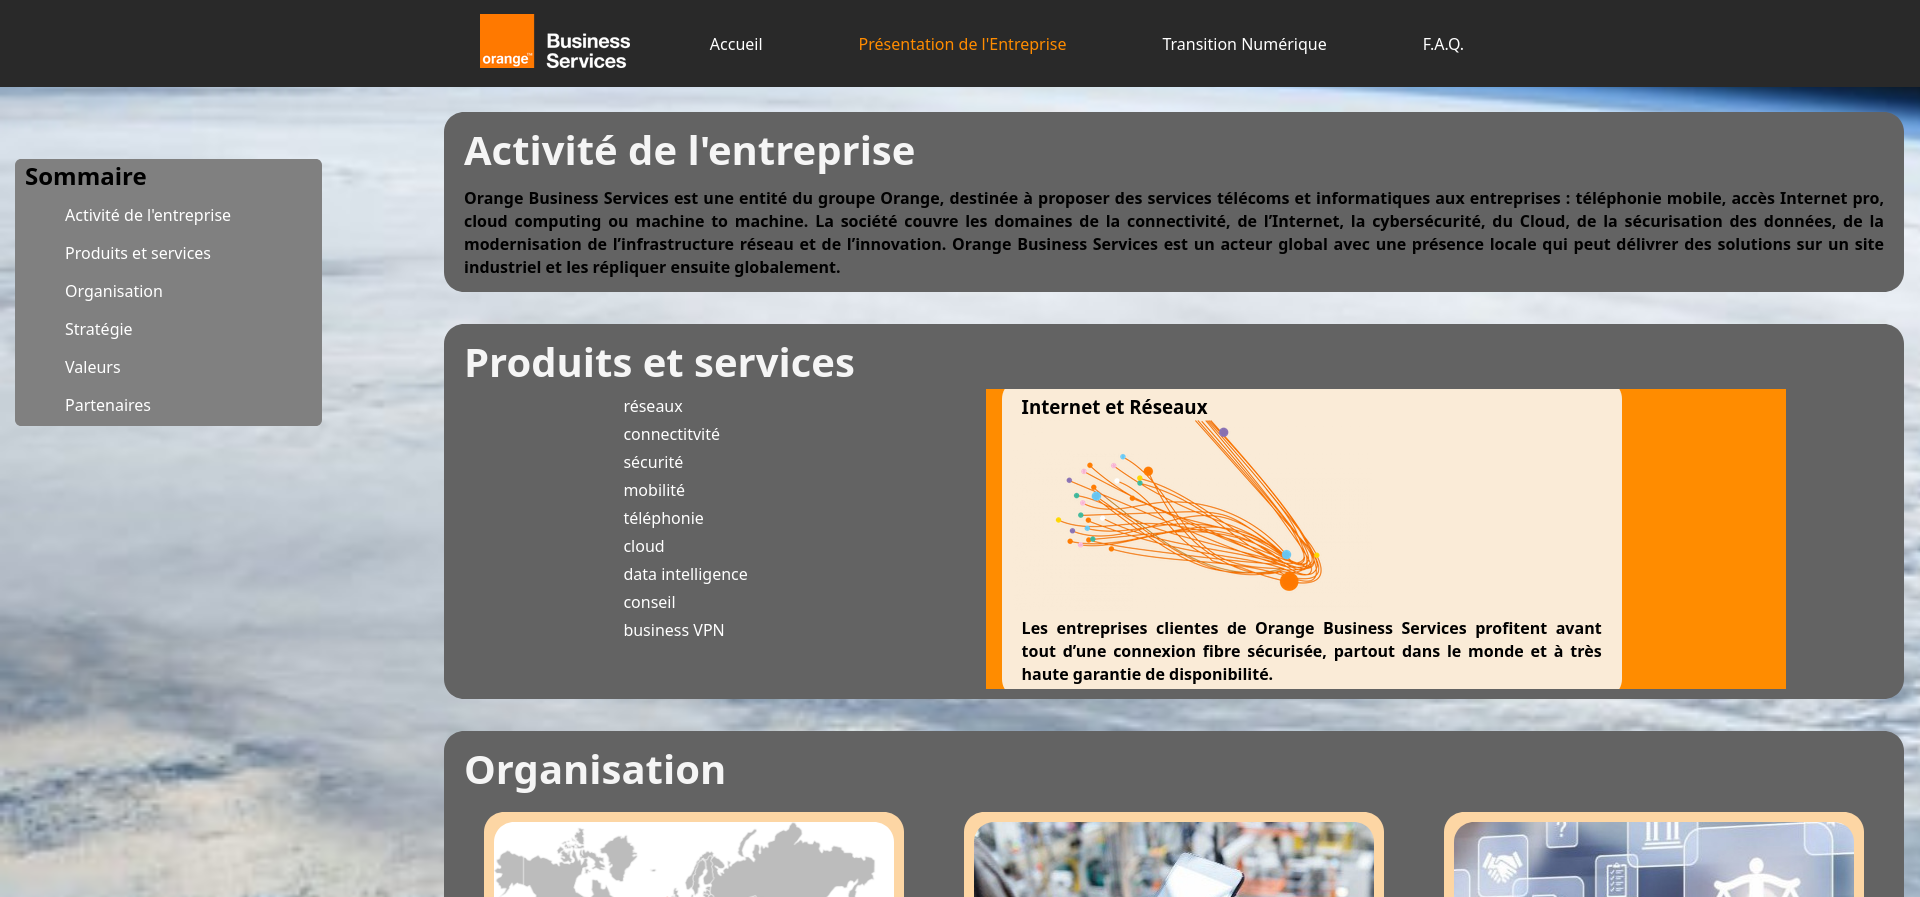 orange™
Business
Services
Accueil
Présentation de l'Entreprise
Transition Numérique
F.A.Q.
Sommaire
Activité de l'entreprise
Produits et services
Organisation
Stratégie
Valeurs
Partenaires
Activité de l'entreprise
Orange Business Services est une entité du groupe Orange, destinée à proposer des services télécoms et informatiques aux entreprises : téléphonie mobile, accès Internet pro,
cloud computing ou machine to machine. La société couvre les domaines de la connectivité, de l’Internet, la cybersécurité, du Cloud, de la sécurisation des données, de la
modernisation de l’infrastructure réseau et de l’innovation. Orange Business Services est un acteur global avec une présence locale qui peut délivrer des solutions sur un site
industriel et les répliquer ensuite globalement.
Produits et services
réseaux
connectitvité
sécurité
mobilité
téléphonie
cloud
data intelligence
conseil
business VPN
Internet et Réseaux
Les entreprises clientes de Orange Business Services profitent avant
tout d’une connexion fibre sécurisée, partout dans le monde et à très
haute garantie de disponibilité.
Organisation